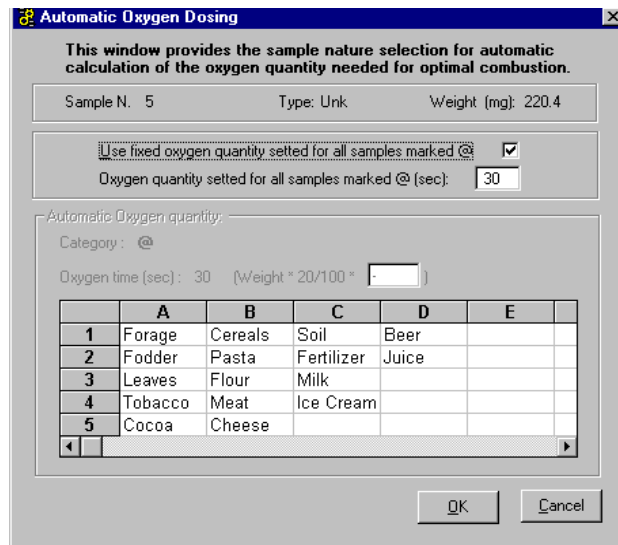 Automatic Oxygen Dosing
This window provides the sample nature selection for automatic
calculation of the oxygen quantity needed for optimal combustion.
Sample N. 5 Type: Unk Weight (mg): 220.4
Use fixed oxygen quantity setted for all samples marked @
Oxygen quantity setted for all samples marked @ (sec): 30
Automatic Oxygen quantity:
Category : @
Oxygen time (sec) : 30 (Weight * 20/100 * - )
A B C D E
1 Forage Cereals Soil Beer
2 Fodder Pasta Fertilizer Juice
3 Leaves Flour Milk
4 Tobacco Meat Ice Cream
5 Cocoa Cheese
OK Cancel